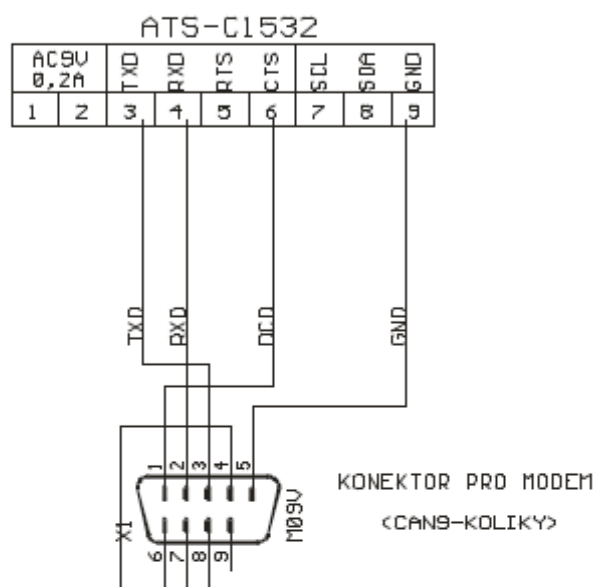 ATS-C1532
AC9V
0,2A
TXD
RXD
RTS
CTS
SCL
SDA
GND
1 2 3 4 5 6 7 8 9
TXD
RXD
DCD
GND
1 2 3 4 5
X1
M09V
6 7 8 9
KONEKTOR PRO MODEM
<CAN9-KOLIKY>